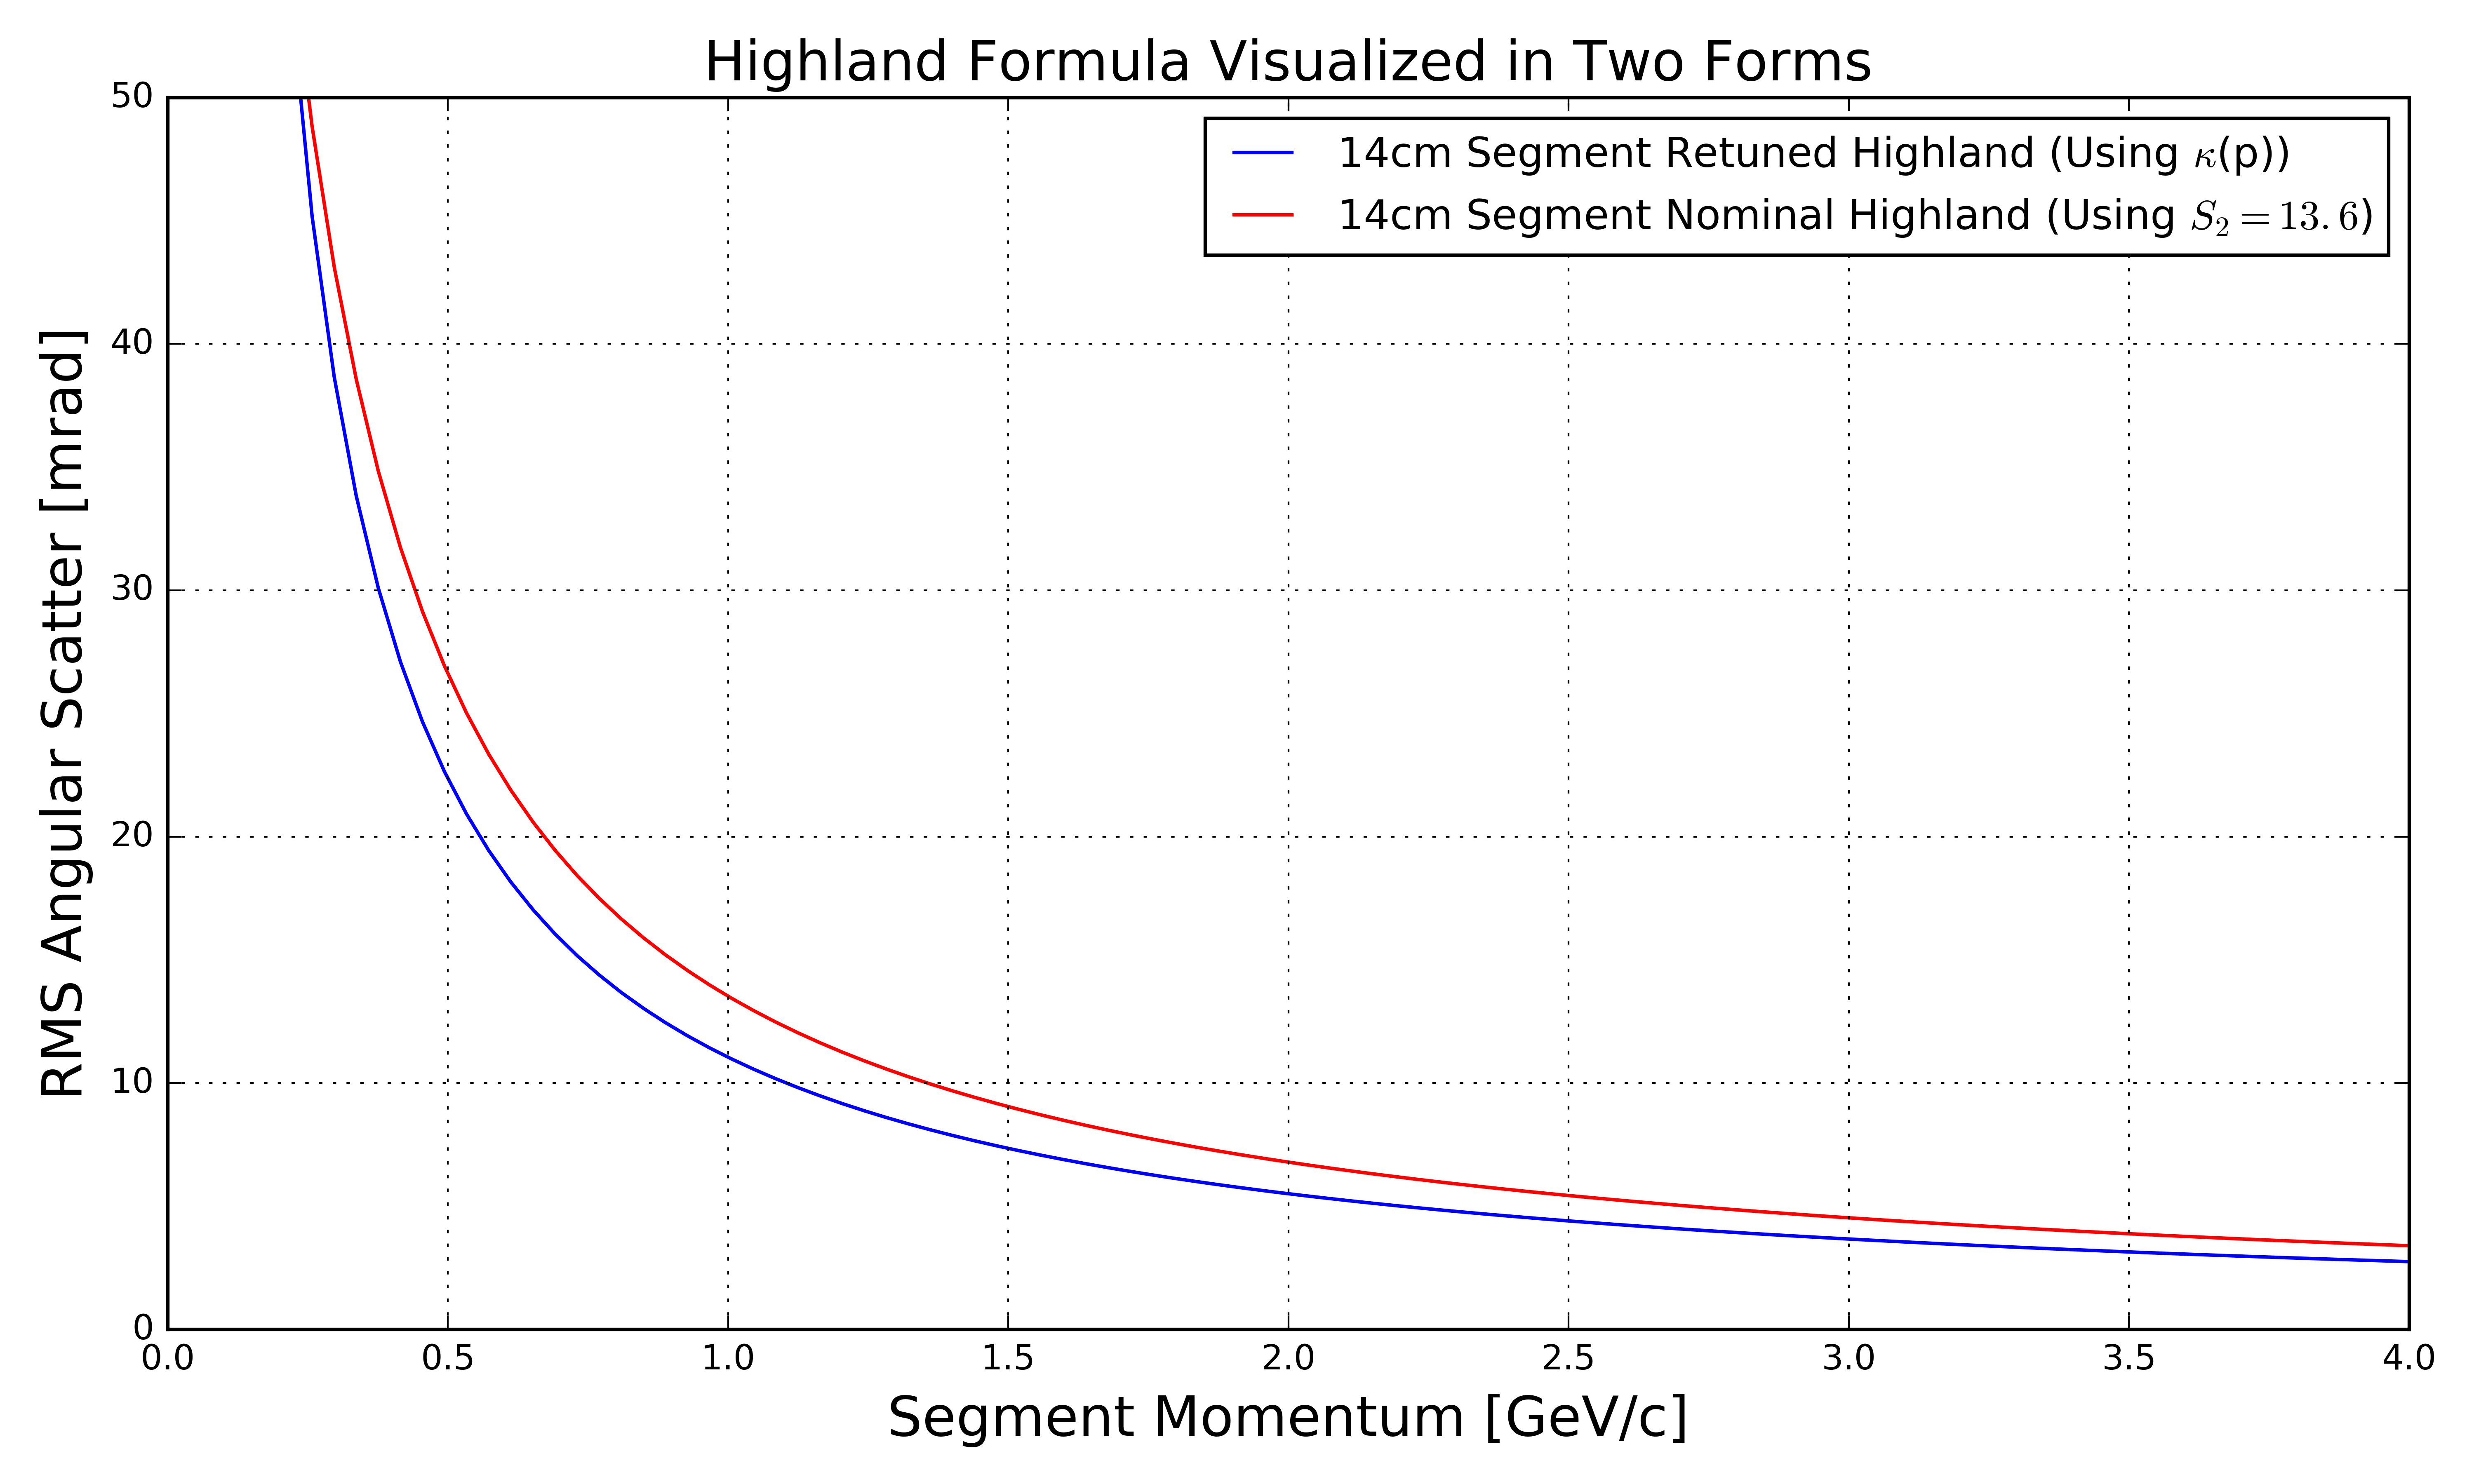 Highland Formula Visualized in Two Forms
14cm Segment Retuned Highland (Using κ(p))
14cm Segment Nominal Highland (Using S₂ = 13.6)
RMS Angular Scatter [mrad]
50
40
30
20
10
0
0.0 0.5 1.0 1.5 2.0 2.5 3.0 3.5 4.0
Segment Momentum [GeV/c]